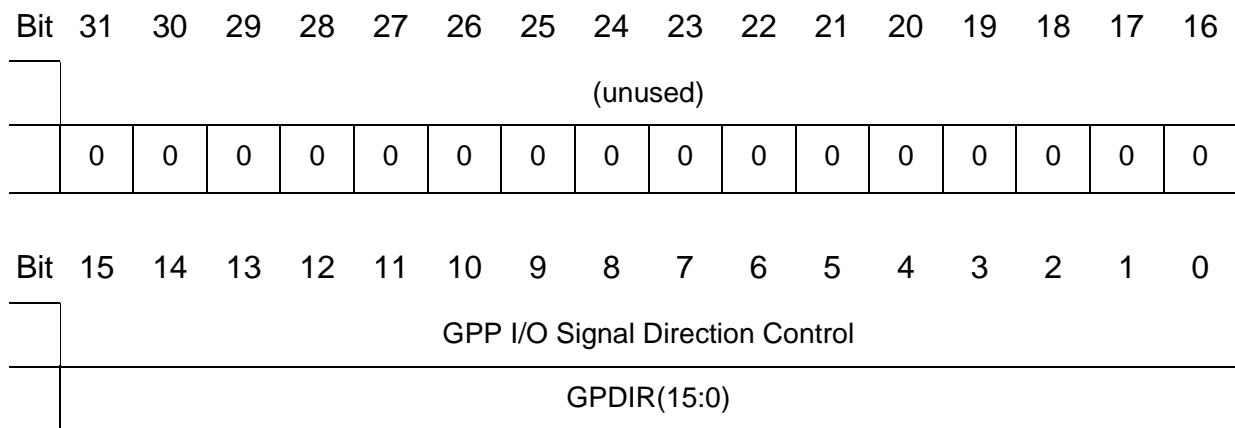 Bit 31 30 29 28 27 26 25 24 23 22 21 20 19 18 17 16
(unused)
0 0 0 0 0 0 0 0 0 0 0 0 0 0 0 0
Bit 15 14 13 12 11 10 9 8 7 6 5 4 3 2 1 0
GPP I/O Signal Direction Control
GPDIR(15:0)